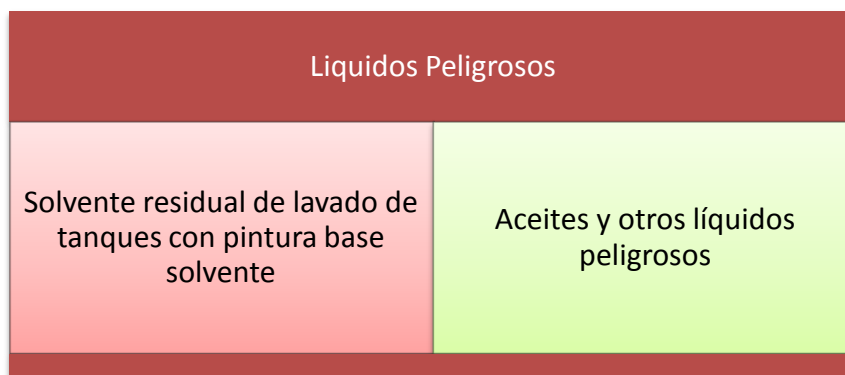 Liquidos Peligrosos
Solvente residual de lavado de
tanques con pintura base
solvente
Aceites y otros líquidos
peligrosos